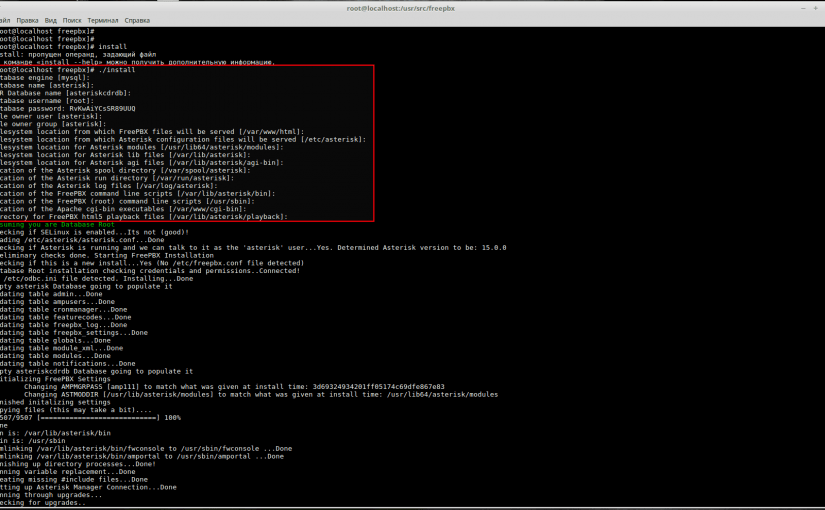 root@localhost:/usr/src/freepbx
айл Правка Вид Поиск Терминал Справка
oot@localhost freepbx]#
oot@localhost freepbx]#
oot@localhost freepbx]# install
stall: пропущен операнд, задающий файл
команде «install --help» можно получить дополнительную информацию.
oot@localhost freepbx]# ./install
tabase engine [mysql]:
tabase name [asterisk]:
R Database name [asteriskcdrdb]:
tabase username [root]:
tabase password: RvKwAiYCsSR89UUQ
le owner user [asterisk]:
le owner group [asterisk]:
lesystem location from which FreePBX files will be served [/var/www/html]:
lesystem location from which Asterisk configuration files will be served [/etc/asterisk]:
lesystem location for Asterisk modules [/usr/lib64/asterisk/modules]:
lesystem location for Asterisk lib files [/var/lib/asterisk]:
lesystem location for Asterisk agi files [/var/lib/asterisk/agi-bin]:
cation of the Asterisk spool directory [/var/spool/asterisk]:
cation of the Asterisk run directory [/var/run/asterisk]:
cation of the Asterisk log files [/var/log/asterisk]:
cation of the FreePBX command line scripts [/var/lib/asterisk/bin]:
cation of the FreePBX (root) command line scripts [/usr/sbin]:
cation of the Apache cgi-bin executables [/var/www/cgi-bin]:
rectory for FreePBX html5 playback files [/var/lib/asterisk/playback]:
suming you are Database Root
ecking if SELinux is enabled...Its not (good)!
ading /etc/asterisk/asterisk.conf...Done
ecking if Asterisk is running and we can talk to it as the 'asterisk' user...Yes. Determined Asterisk version to be: 15.0.0
eliminary checks done. Starting FreePBX Installation
ecking if this is a new install...Yes (No /etc/freepbx.conf file detected)
tabase Root installation checking credentials and permissions..Connected!
/etc/odbc.ini file detected. Installing...Done
pty asterisk Database going to populate it
dating table admin...Done
dating table ampusers...Done
dating table cronmanager...Done
dating table featurecodes...Done
dating table freepbx_log...Done
dating table freepbx_settings...Done
dating table globals...Done
dating table module_xml...Done
dating table modules...Done
dating table notifications...Done
pty asteriskcdrdb Database going to populate it
itializing FreePBX Settings
Changing AMPMGRPASS [amp111] to match what was given at install time: 3d69324934201ff05174c69dfe867e83
Changing ASTMODDIR [/usr/lib/asterisk/modules] to match what was given at install time: /usr/lib64/asterisk/modules
nished initalizing settings
pying files (this may take a bit)....
507/9507 [============================] 100%
ne
n is: /var/lib/asterisk/bin
in is: /usr/sbin
mlinking /var/lib/asterisk/bin/fwconsole to /usr/sbin/fwconsole ...Done
mlinking /var/lib/asterisk/bin/amportal to /usr/sbin/amportal ...Done
nishing up directory processes...Done!
nning variable replacement...Done
eating missing #include files...Done
tting up Asterisk Manager Connection...Done
nning through upgrades...
ecking for upgrades..